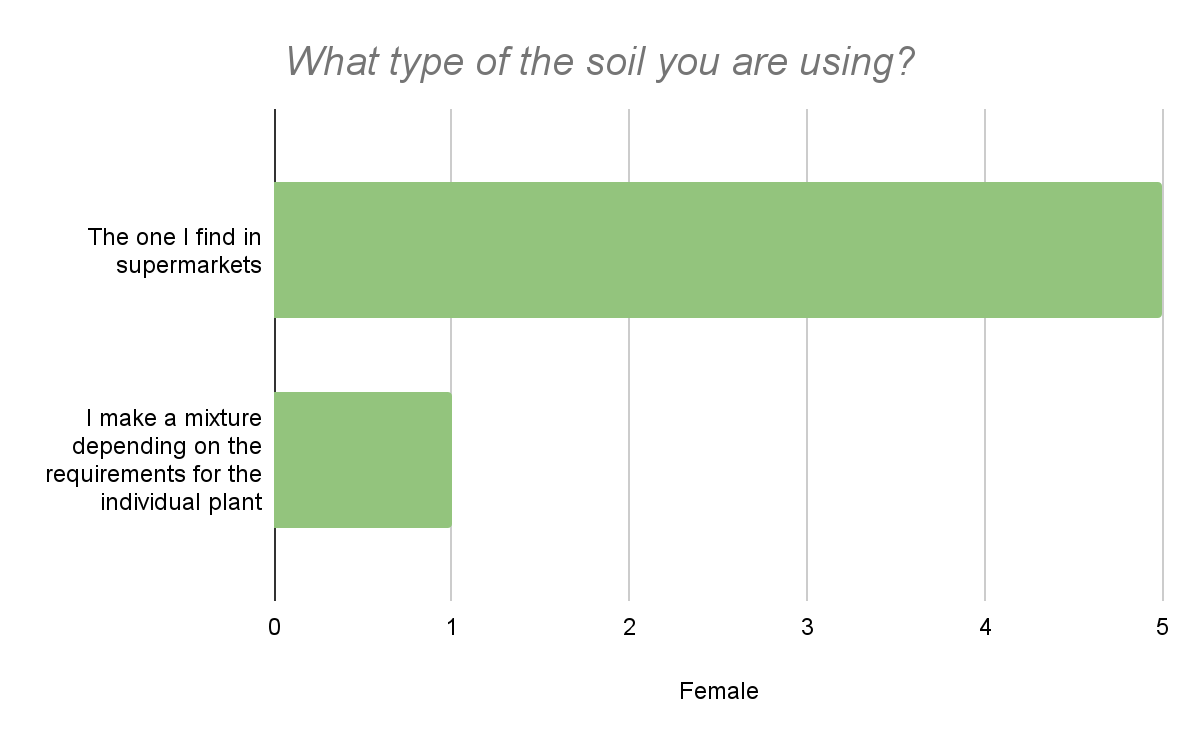 What type of the soil you are using?
The one I find in
supermarkets
I make a mixture
depending on the
requirements for the
individual plant
0 1 2 3 4 5
Female